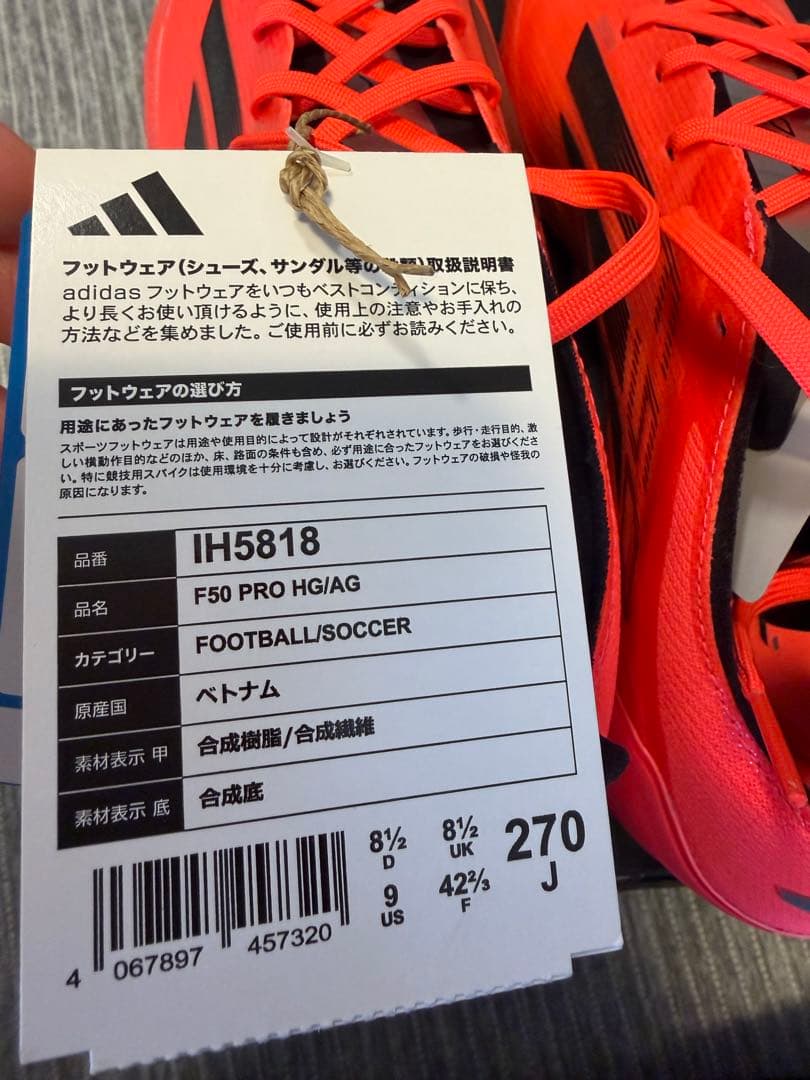 フットウェア(シューズ、サンダル等の 類)取扱説明書
adidas フットウェアをいつもベストコンディションに保ち、
より長くお使い頂けるように、使用上の注意やお手入れの
方法などを集めました。ご使用前に必ずお読みください。
フットウェアの選び方
用途にあったフットウェアを履きましょう
スポーツフットウェアは用途や使用目的によって設計がそれぞれされています。歩行・走行目的、激
しい横動作目的などのほか、床、路面の条件も含め、必ず用途に合ったフットウェアをお選びくださ
い。特に競技用スパイクは使用環境を十分に考慮し、お選びください。フットウェアの破損や怪我の
原因になります。
品番 IH5818
品名 F50 PRO HG/AG
カテゴリー FOOTBALL/SOCCER
原産国 ベトナム
素材表示 甲 合成樹脂/合成繊維
素材表示 底 合成底
8½ D
8½ UK
270 J
9 US
42⅔ F
4 067897 457320